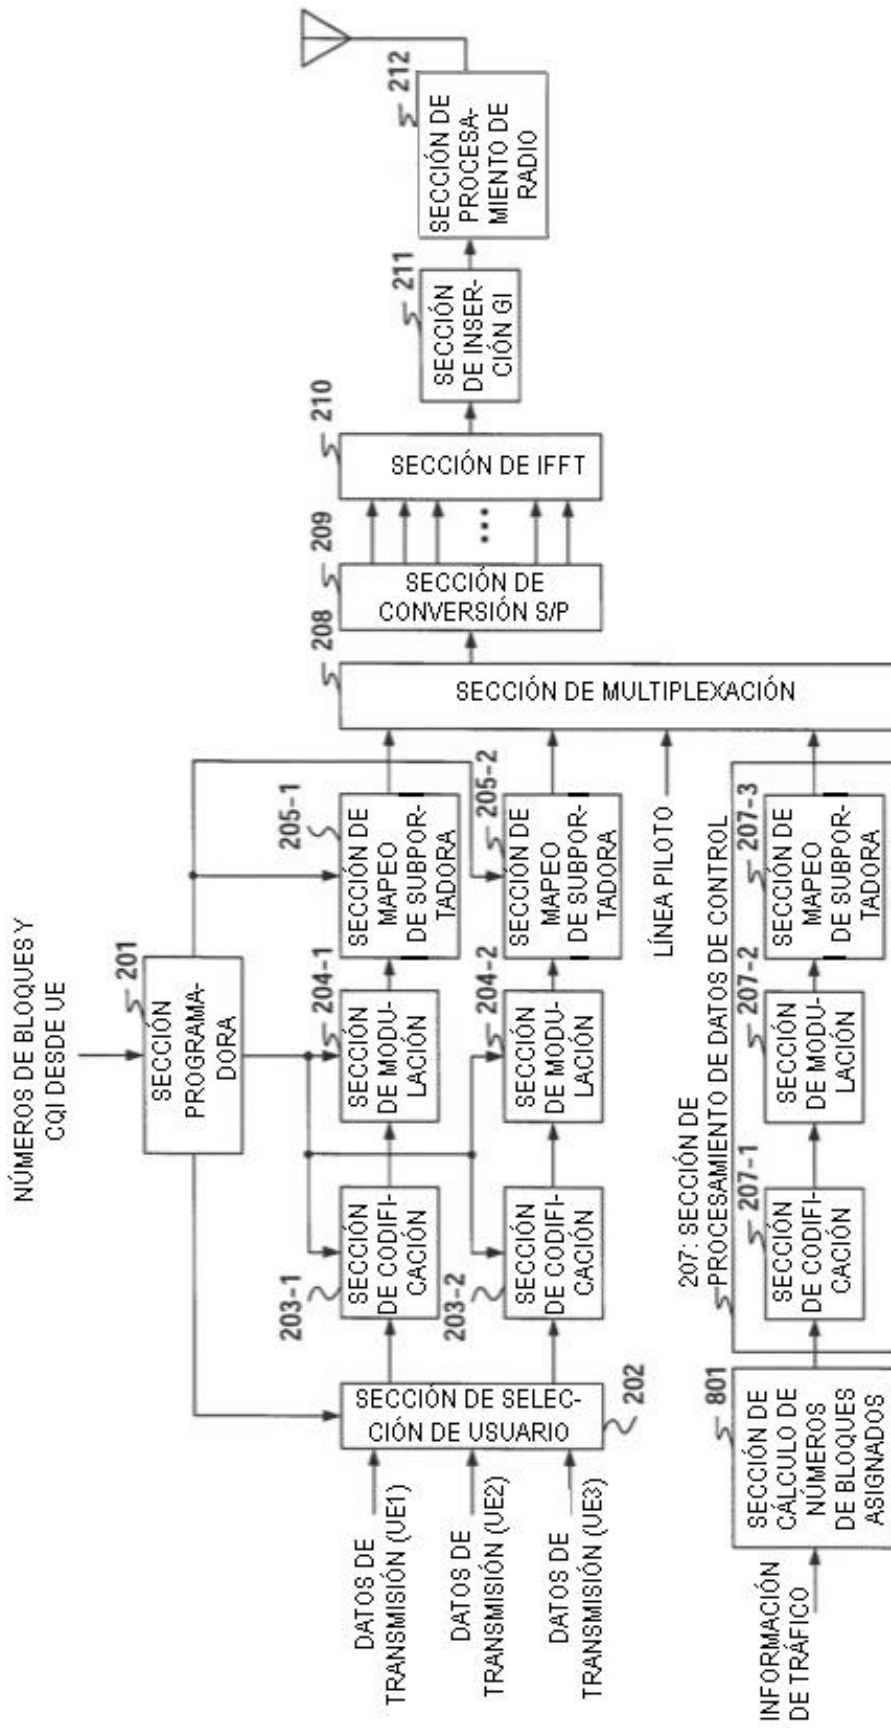 NÚMEROS DE BLOQUES Y
CQI DESDE UE
201
SECCIÓN
PROGRAMA-
DORA
DATOS DE
TRANSMISIÓN (UE1)
DATOS DE
TRANSMISIÓN (UE2)
DATOS DE
TRANSMISIÓN (UE3)
SECCIÓN DE SELEC-
CIÓN DE USUARIO
202
203-1
SECCIÓN
DE CODIFI-
CACIÓN
204-1
SECCIÓN
DE MODU-
LACIÓN
205-1
SECCIÓN DE
MAPEO
DE SUBPOR-
TADORA
203-2
SECCIÓN
DE CODIFI-
CACIÓN
204-2
SECCIÓN
DE MODU-
LACIÓN
205-2
SECCIÓN DE
MAPEO
DE SUBPOR-
TADORA
LÍNEA PILOTO
INFORMACIÓN
DE TRÁFICO
801
SECCIÓN DE
CÁLCULO DE
NÚMEROS
DE BLOQUES
ASIGNADOS
207: SECCIÓN DE
PROCESAMIENTO DE DATOS DE CONTROL
207-1
SECCIÓN
DE CODIFI-
CACIÓN
207-2
SECCIÓN
DE MODU-
LACIÓN
207-3
SECCIÓN DE
MAPEO
DE SUBPOR-
TADORA
208
SECCIÓN DE MULTIPLEXACIÓN
209
SECCIÓN DE
CONVERSIÓN S/P
...
210
SECCIÓN DE IFFT
211
SECCIÓN
DE INSER-
CIÓN GI
212
SECCIÓN DE
PROCESA-
MIENTO DE
RADIO